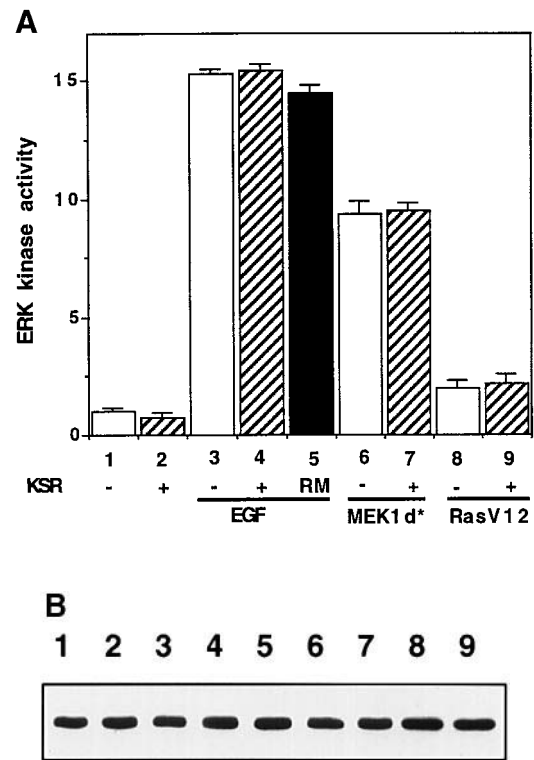 A
ERK kinase activity
15
10
5
0
1 2 3 4 5 6 7 8 9
KSR - + - + RM - + - +
EGF MEK1d* RasV12
B
1 2 3 4 5 6 7 8 9